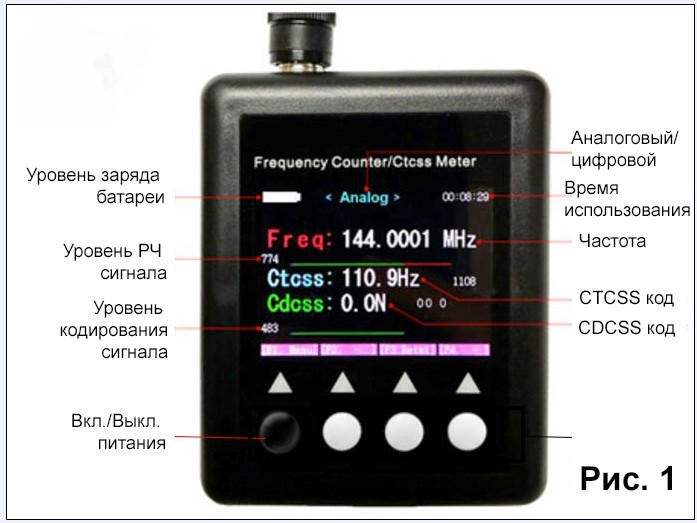 Frequency Counter/Ctcss Meter
Аналоговый/
цифровой
Уровень заряда
батареи
< Analog >
00:08:29
Время
использования
Freq: 144.0001 MHz
Частота
Уровень РЧ
сигнала
774
Ctcss: 110.9Hz
1108
CTCSS код
Cdcss: 0.0N
00 0
CDCSS код
Уровень
кодирования
сигнала
483
Вкл./Выкл.
питания
Рис. 1